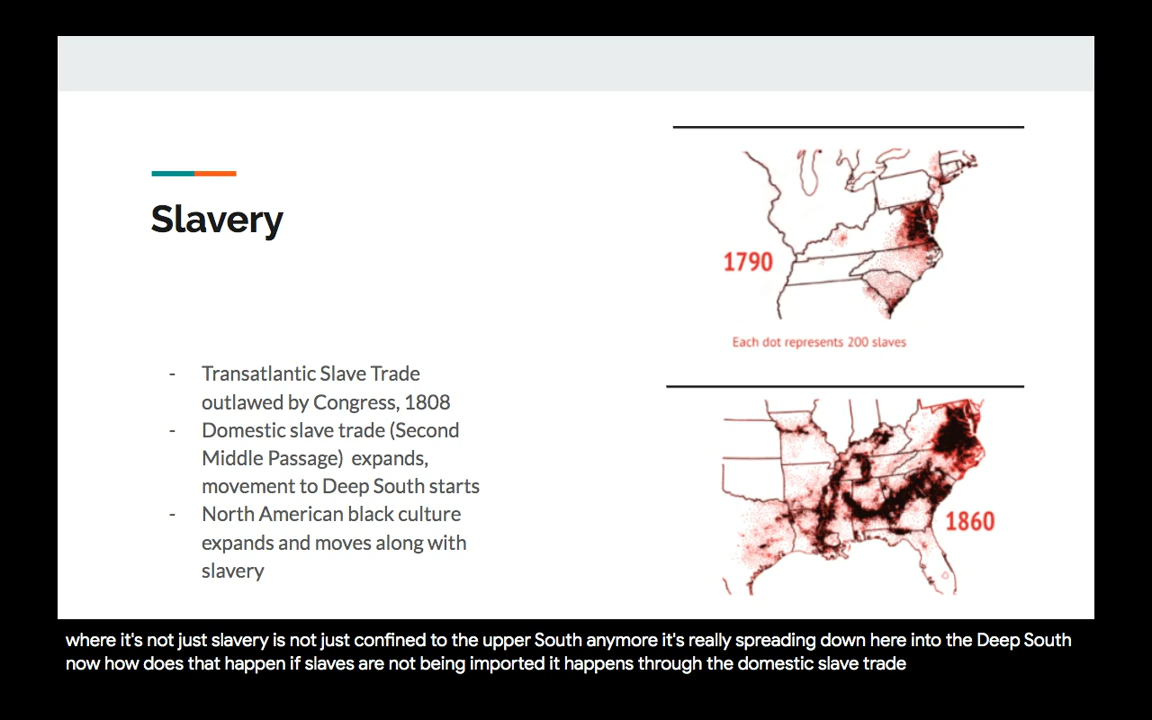 Slavery
- Transatlantic Slave Trade
outlawed by Congress, 1808
- Domestic slave trade (Second
Middle Passage) expands,
movement to Deep South starts
- North American black culture
expands and moves along with
slavery
1790
Each dot represents 200 slaves
1860
where it's not just slavery is not just confined to the upper South anymore it's really spreading down here into the Deep South
now how does that happen if slaves are not being imported it happens through the domestic slave trade